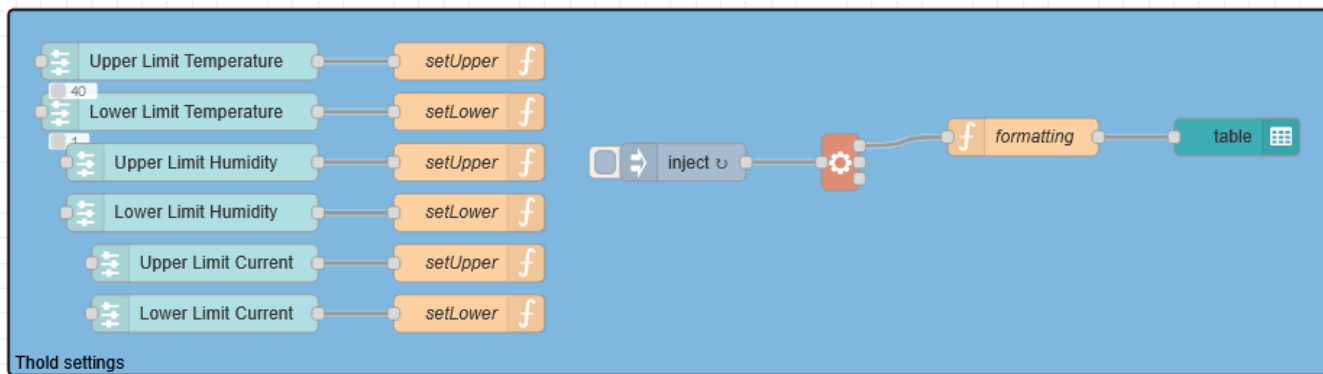 Upper Limit Temperature
setUpper
40
Lower Limit Temperature
setLower
1
Upper Limit Humidity
setUpper
inject ↻
formatting
table
Lower Limit Humidity
setLower
Upper Limit Current
setUpper
Lower Limit Current
setLower
Thold settings